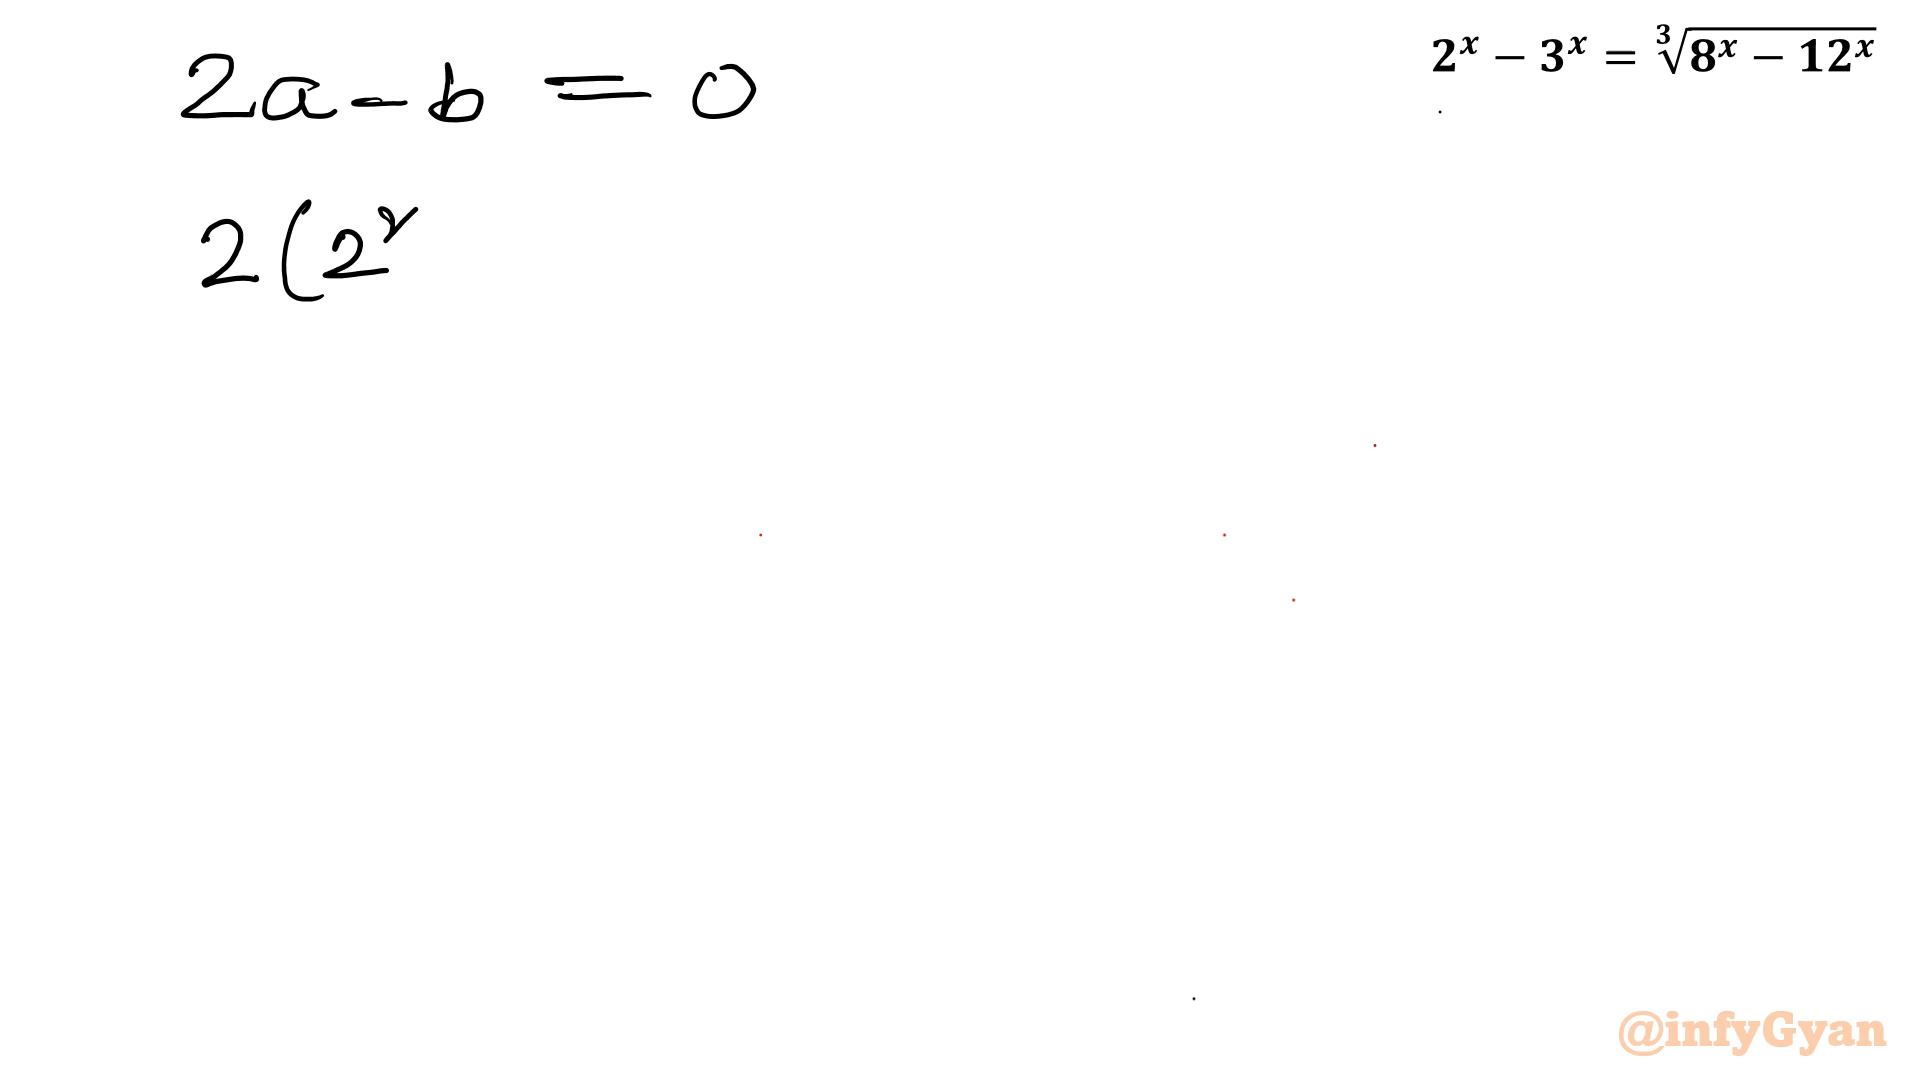 2a - b = 0
2^x − 3^x = ∛(8^x − 12^x)
2(2^x
@infyGyan